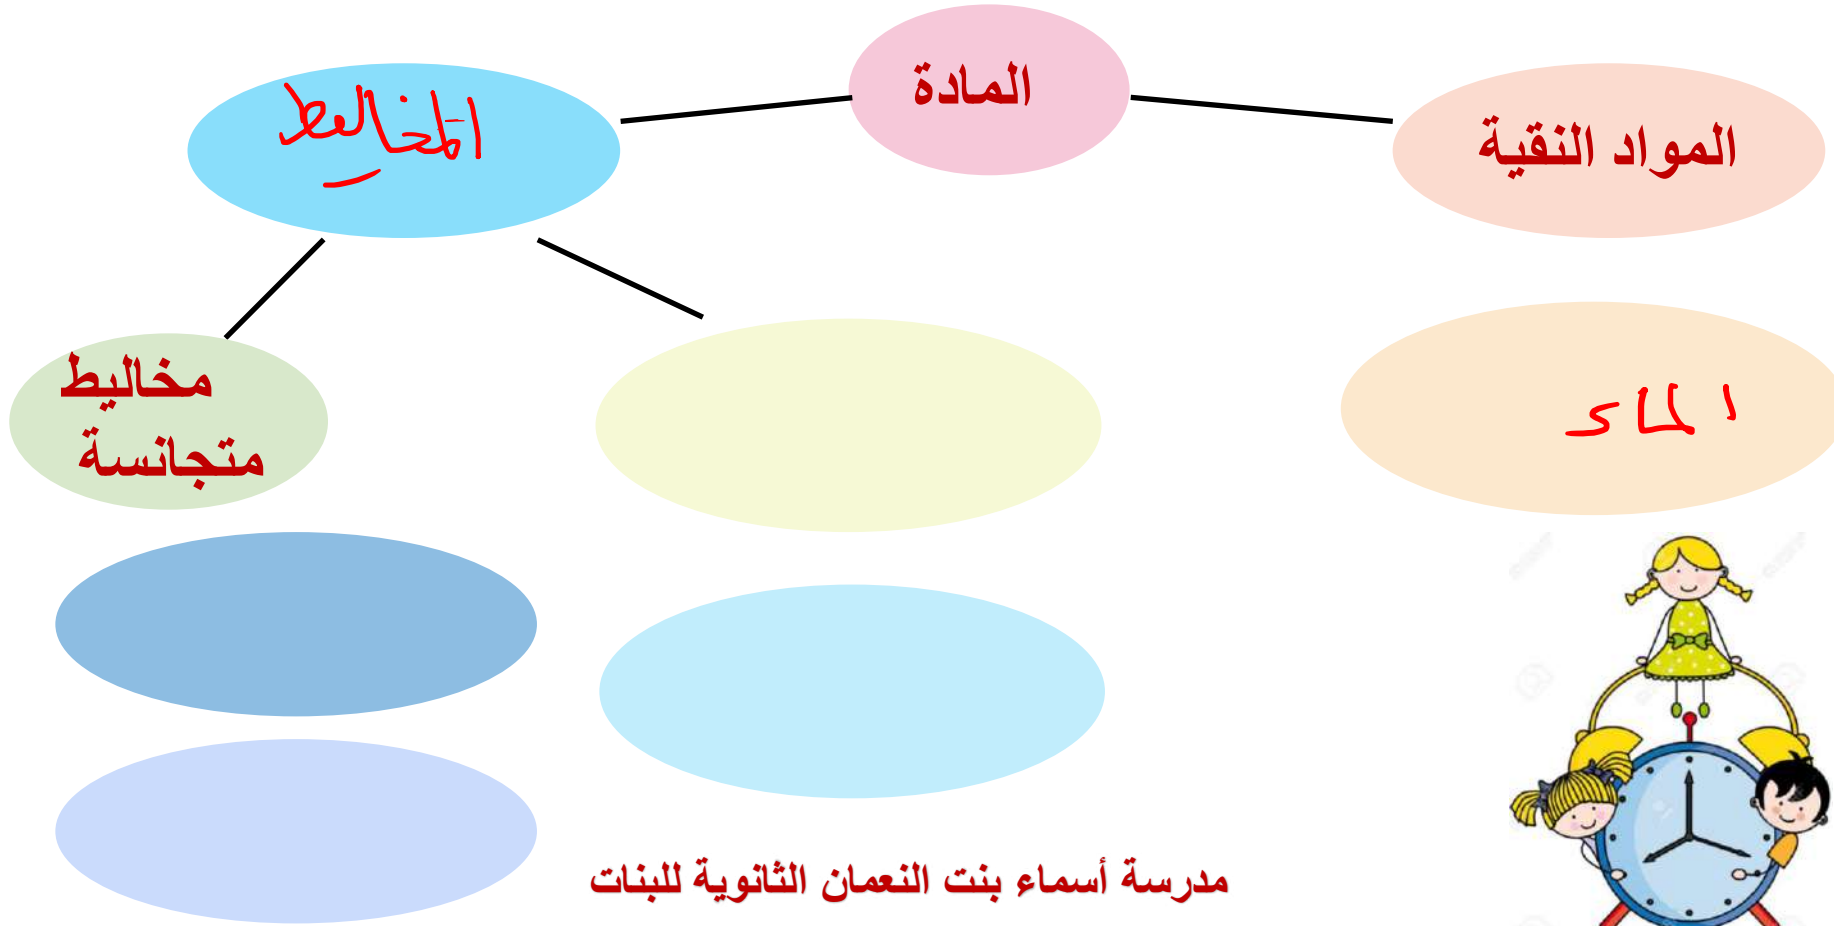 المادة
المواد النقية
المخاليط
مخاليط
متجانسة
الماء
مدرسة أسماء بنت النعمان الثانوية للبنات